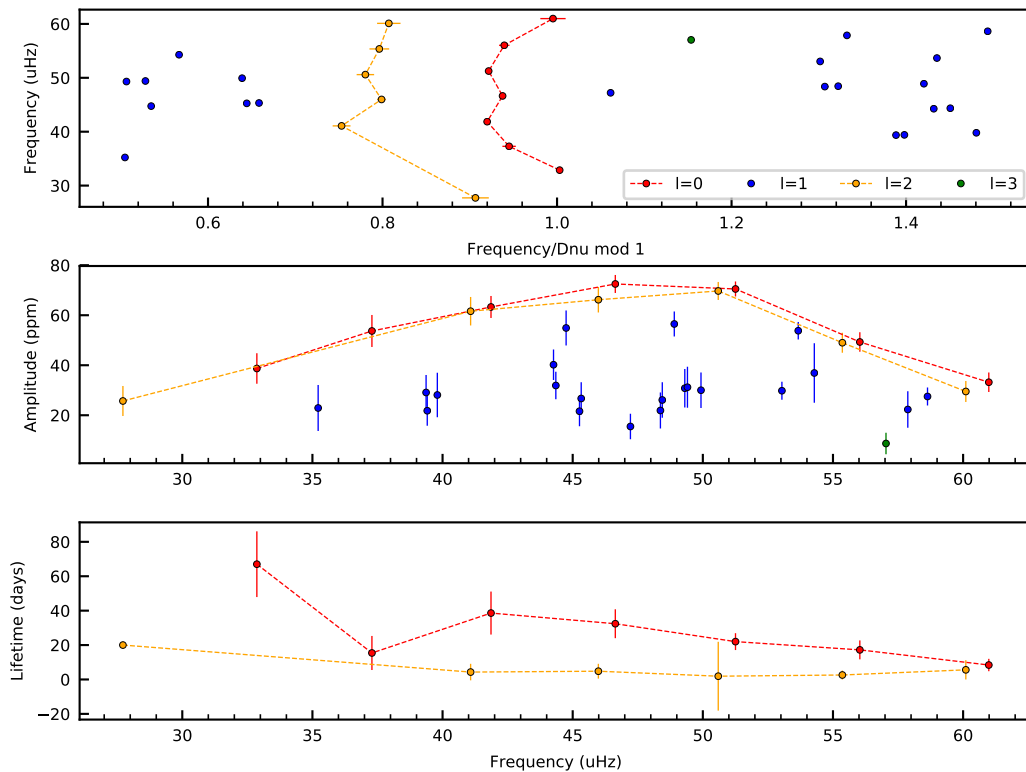 60
50
40
30
Frequency (uHz)
l=0 l=1 l=2 l=3
0.6 0.8 1.0 1.2 1.4
Frequency/Dnu mod 1
80
60
40
20
Amplitude (ppm)
30 35 40 45 50 55 60
80
60
40
20
0
−20
Lifetime (days)
30 35 40 45 50 55 60
Frequency (uHz)